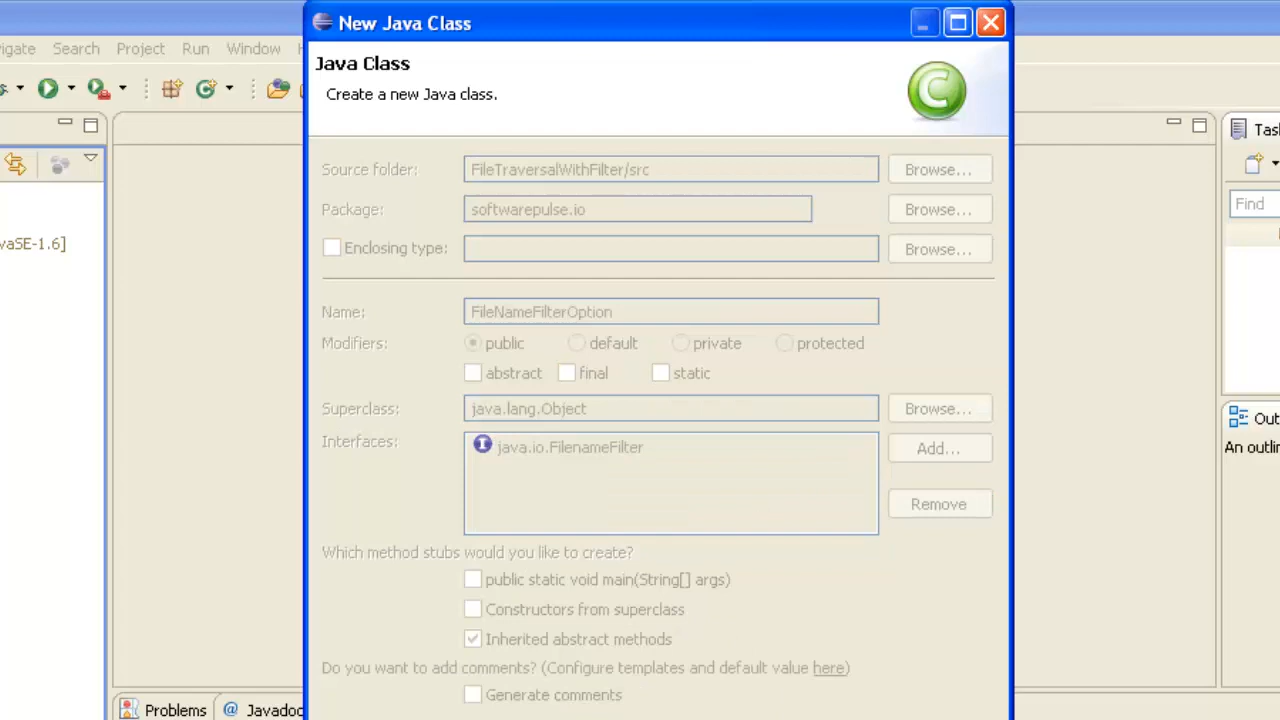 New Java Class
Java Class
Create a new Java class.
Search Project Run Window
Source folder: FileTraversalWithFilter/src Browse...
Package: softwarepulse.io Browse...
Enclosing type: Browse...
Name: FileNameFilterOption
Modifiers: public default private protected
abstract final static
Superclass: java.lang.Object Browse...
Interfaces: java.io.FilenameFilter Add...
Remove
Which method stubs would you like to create?
public static void main(String[] args)
Constructors from superclass
Inherited abstract methods
Do you want to add comments? (Configure templates and default value here)
Generate comments
vaSE-1.6]
Tas
Find
Out
An outlin
Problems @ Javadoc